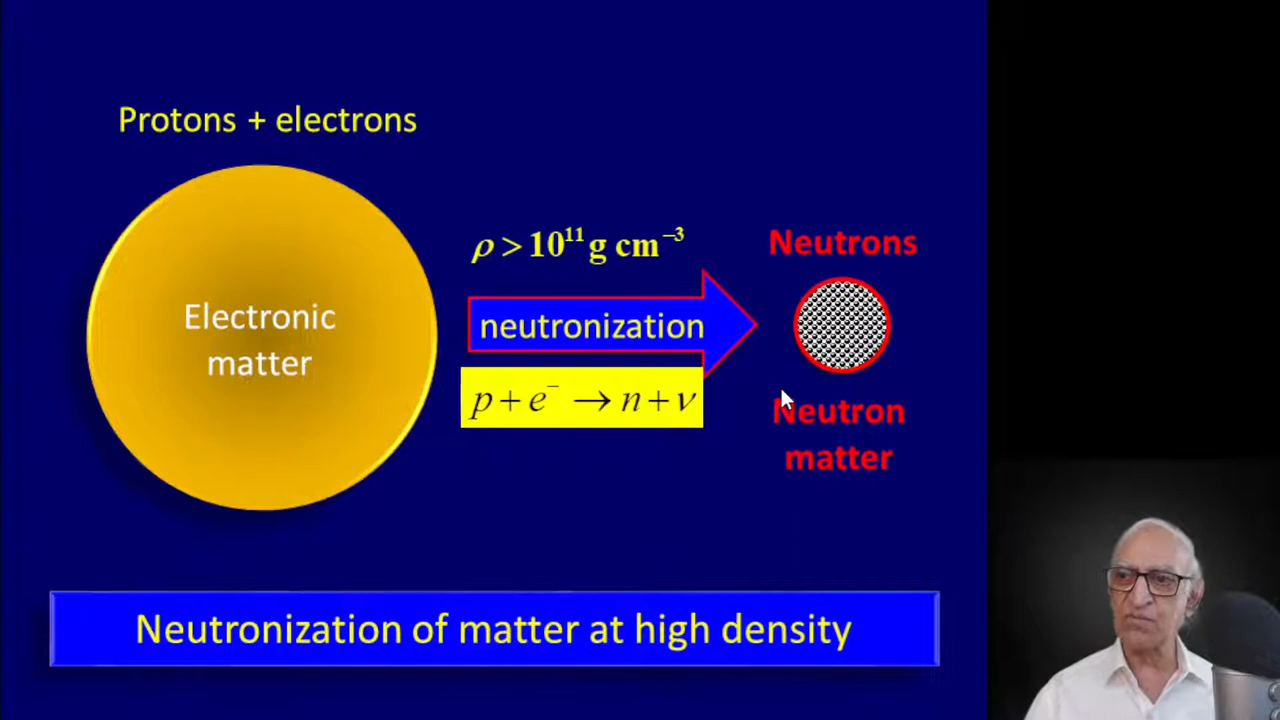 Protons + electrons
Electronic
matter
ρ > 10¹¹ g cm⁻³
neutronization
p + e⁻ → n + ν
Neutrons
Neutron
matter
Neutronization of matter at high density